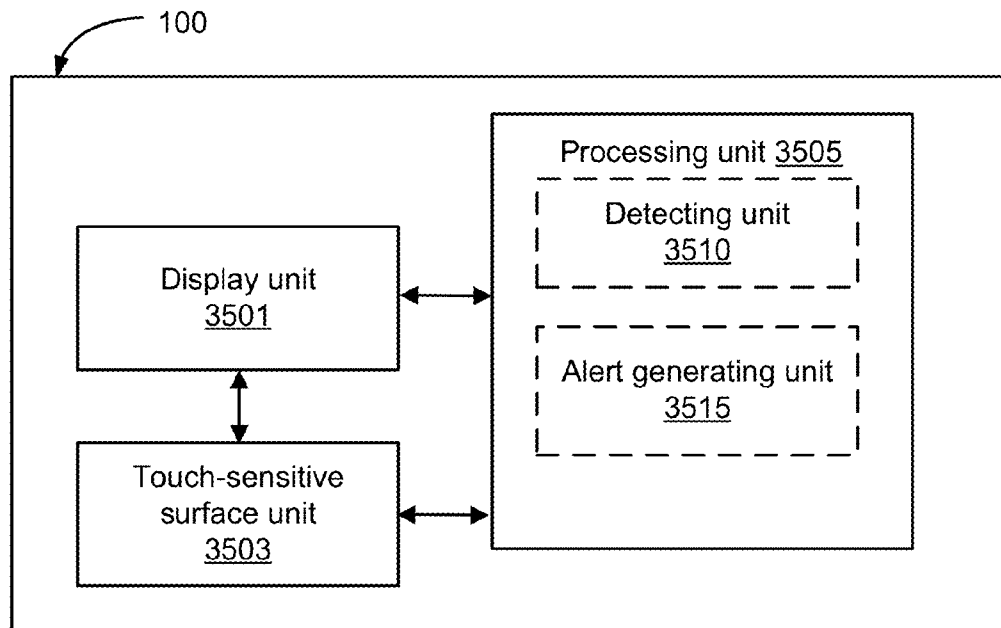 100
Processing unit 3505
Detecting unit
3510
Display unit
3501
Alert generating unit
3515
Touch-sensitive
surface unit
3503